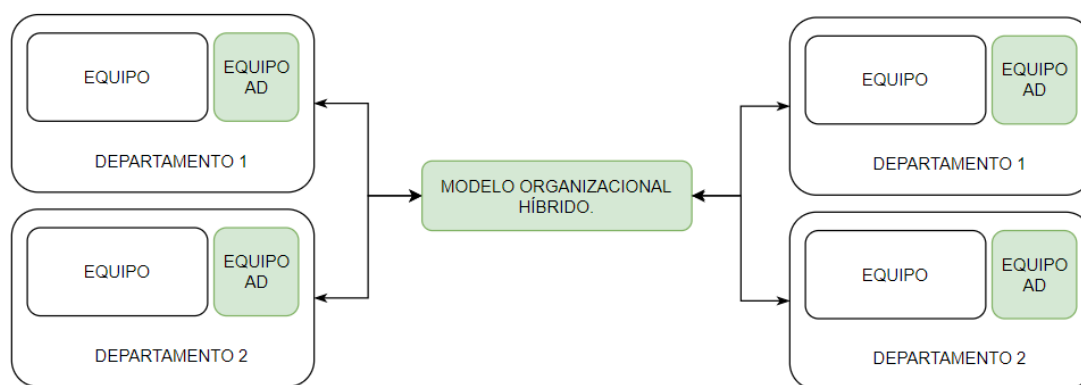 EQUIPO
EQUIPO
AD
DEPARTAMENTO 1
EQUIPO
EQUIPO
AD
DEPARTAMENTO 2
MODELO ORGANIZACIONAL
HÍBRIDO.
EQUIPO
EQUIPO
AD
DEPARTAMENTO 1
EQUIPO
EQUIPO
AD
DEPARTAMENTO 2